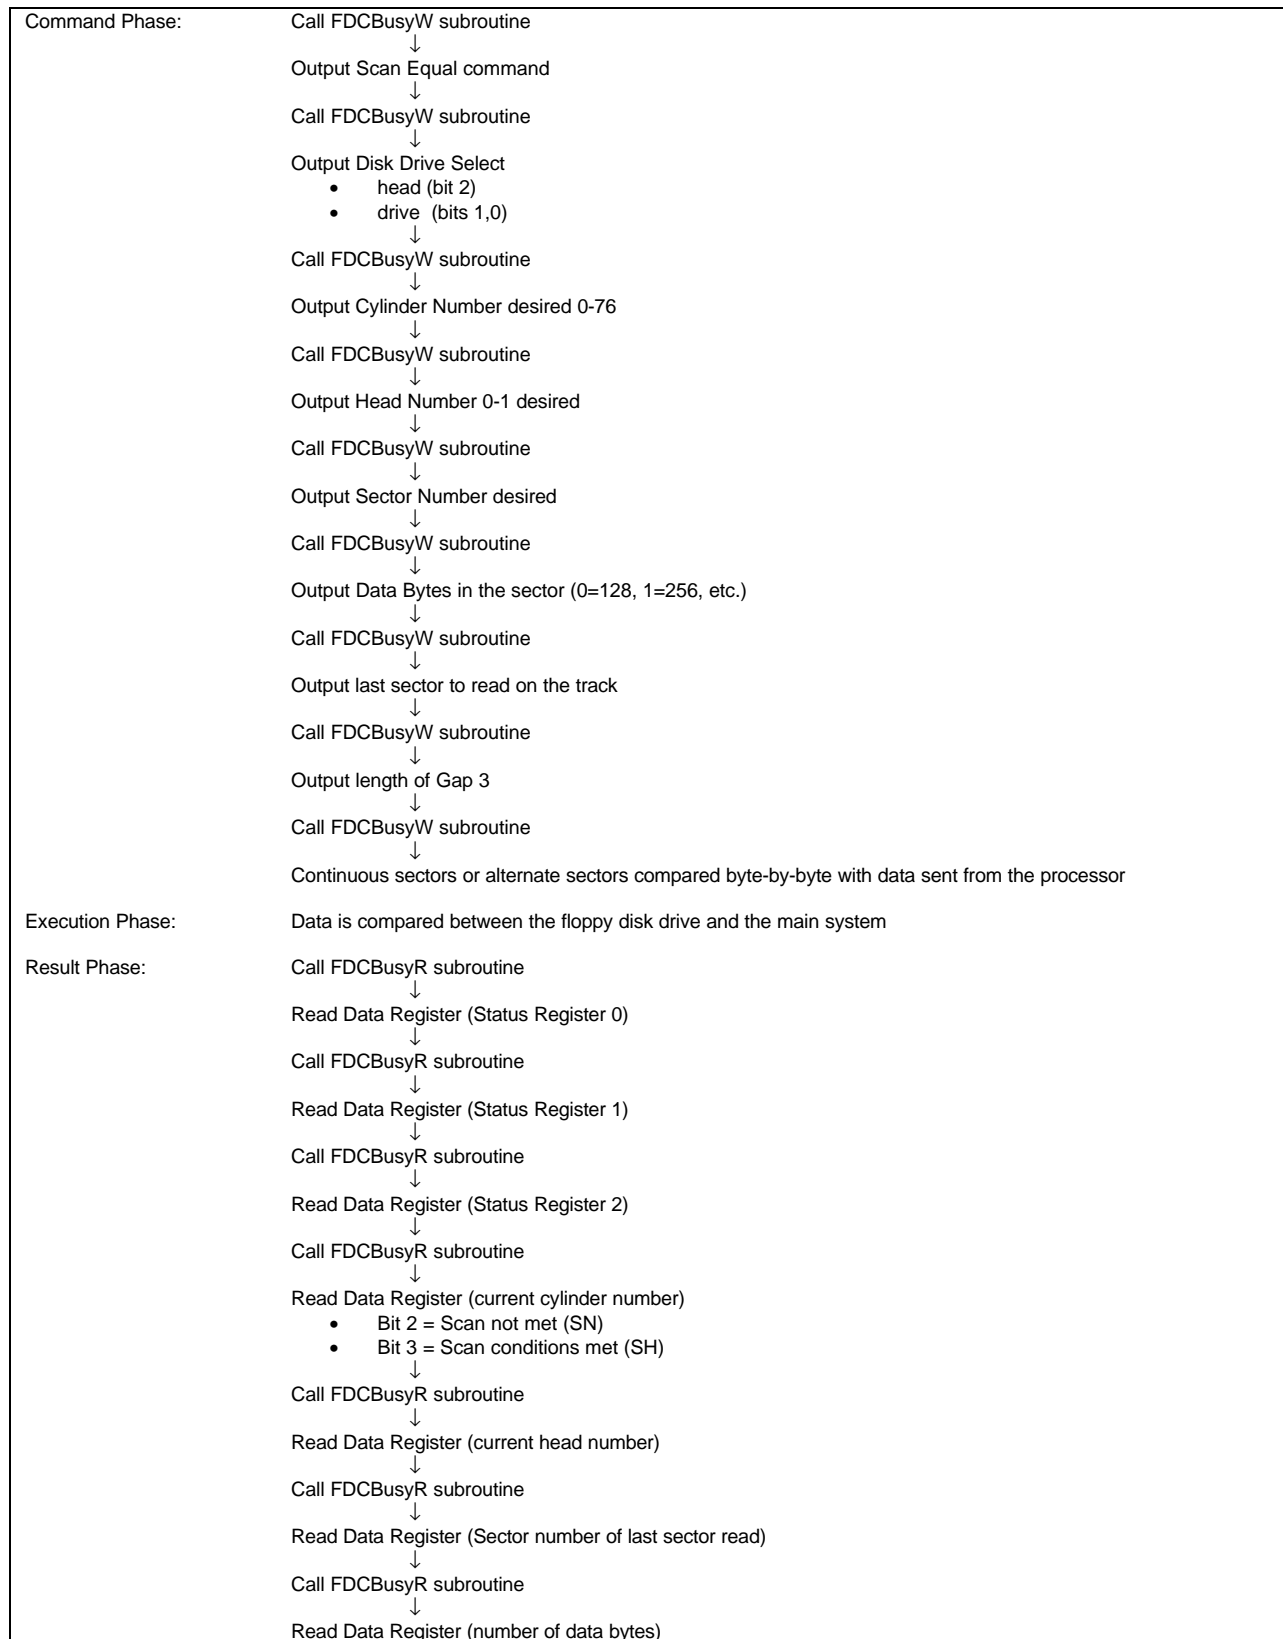 Command Phase: Call FDCBusyW subroutine
↓
Output Scan Equal command
↓
Call FDCBusyW subroutine
↓
Output Disk Drive Select
• head (bit 2)
• drive (bits 1,0)
↓
Call FDCBusyW subroutine
↓
Output Cylinder Number desired 0-76
↓
Call FDCBusyW subroutine
↓
Output Head Number 0-1 desired
↓
Call FDCBusyW subroutine
↓
Output Sector Number desired
↓
Call FDCBusyW subroutine
↓
Output Data Bytes in the sector (0=128, 1=256, etc.)
↓
Call FDCBusyW subroutine
↓
Output last sector to read on the track
↓
Call FDCBusyW subroutine
↓
Output length of Gap 3
↓
Call FDCBusyW subroutine
↓
Continuous sectors or alternate sectors compared byte-by-byte with data sent from the processor
Execution Phase: Data is compared between the floppy disk drive and the main system
Result Phase: Call FDCBusyR subroutine
↓
Read Data Register (Status Register 0)
↓
Call FDCBusyR subroutine
↓
Read Data Register (Status Register 1)
↓
Call FDCBusyR subroutine
↓
Read Data Register (Status Register 2)
↓
Call FDCBusyR subroutine
↓
Read Data Register (current cylinder number)
• Bit 2 = Scan not met (SN)
• Bit 3 = Scan conditions met (SH)
↓
Call FDCBusyR subroutine
↓
Read Data Register (current head number)
↓
Call FDCBusyR subroutine
↓
Read Data Register (Sector number of last sector read)
↓
Call FDCBusyR subroutine
↓
Read Data Register (number of data bytes)